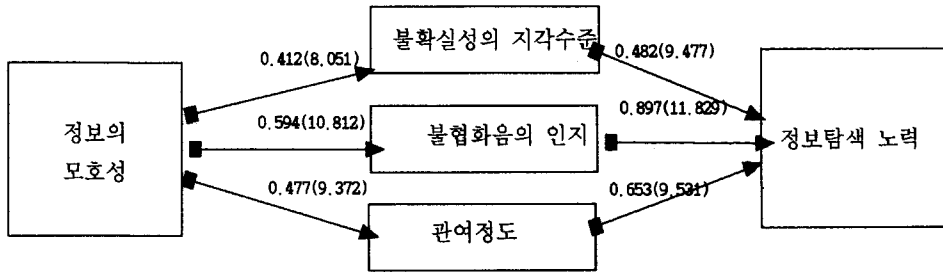 불확실성의 지각수준
0.412(8.051)
0.482(9.477)
정보의
모호성
0.594(10.812)
불협화음의 인지
0.897(11.829)
정보탐색 노력
0.477(9.372)
관여정도
0.653(9.531)